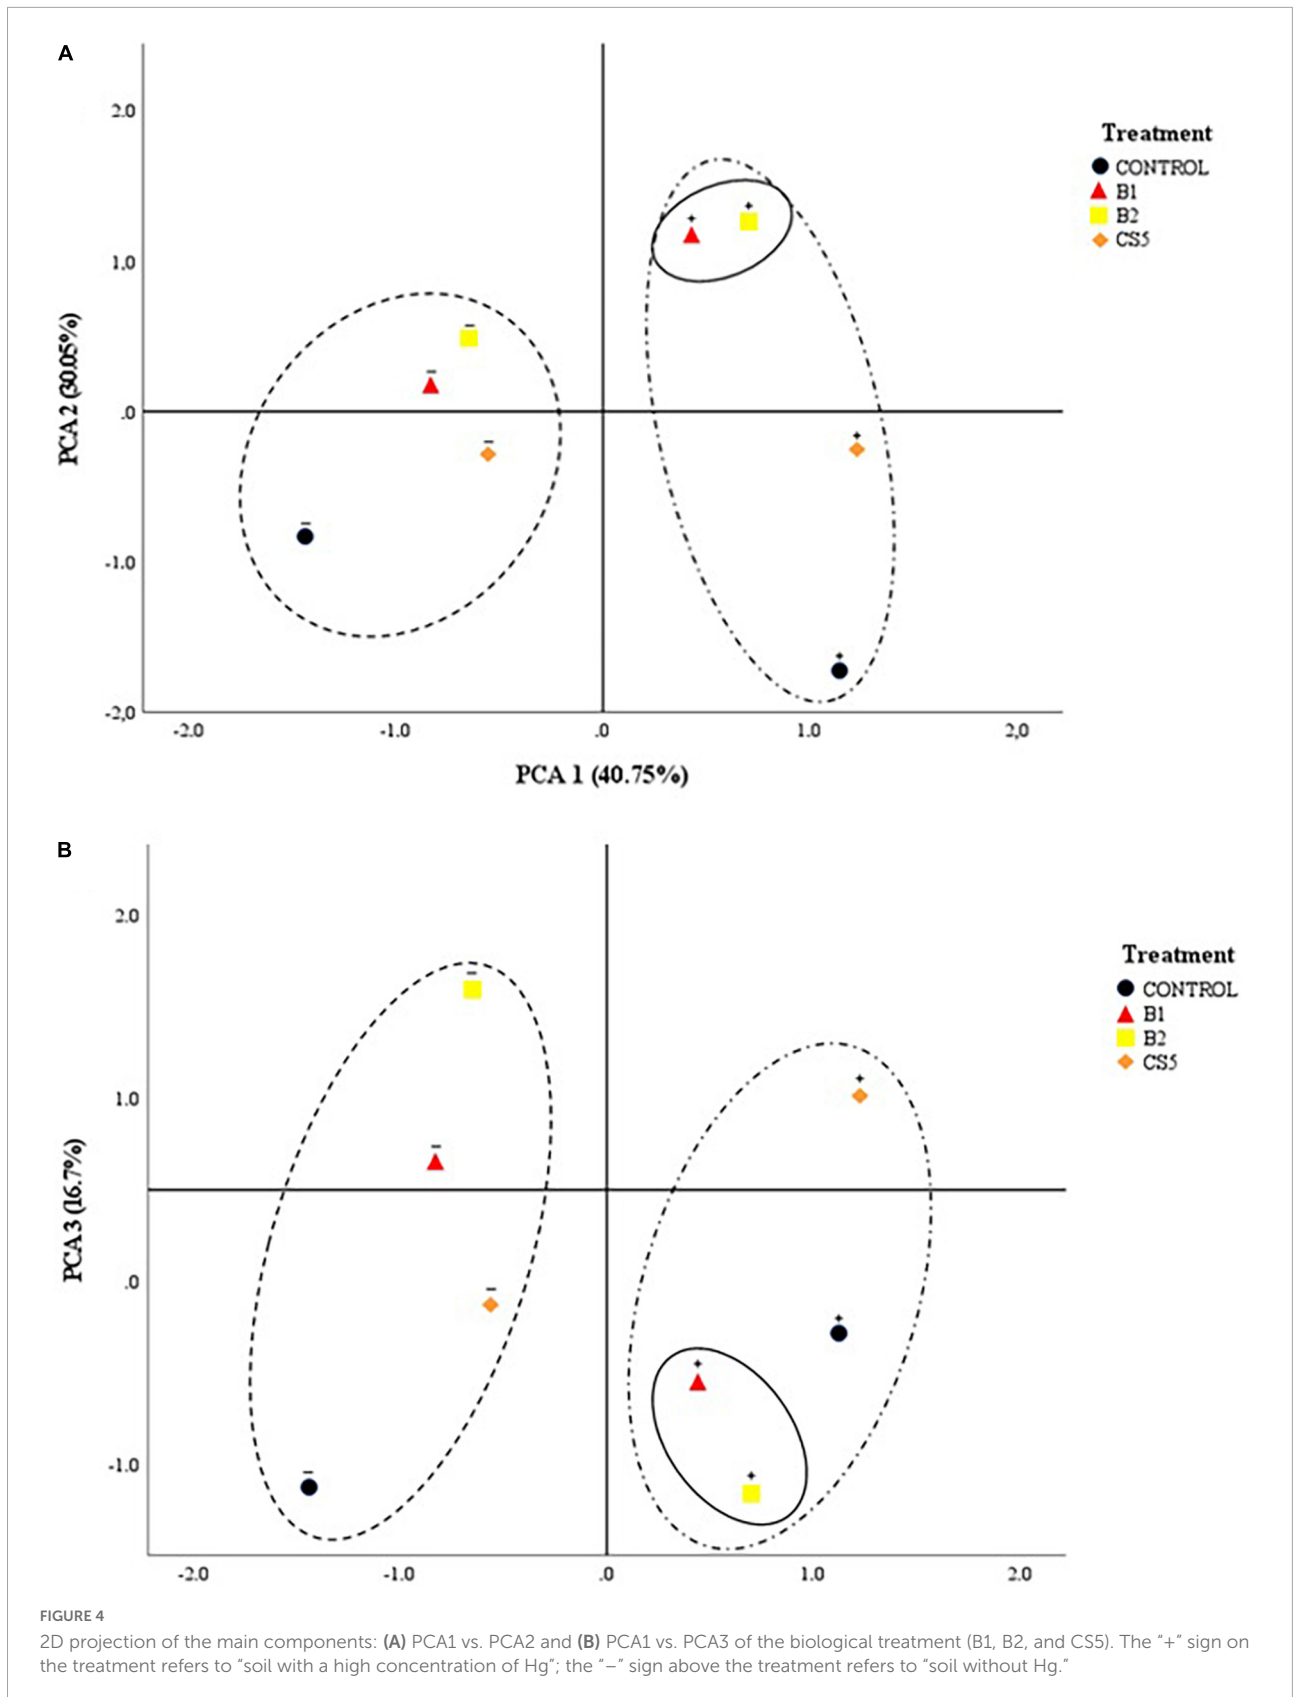 A
2.0
1.0
.0
-1.0
-2,0
PCA 2 (30.05%)
-2.0 -1.0 .0 1.0 2,0
PCA 1 (40.75%)
Treatment
CONTROL
B1
B2
CS5
+ +
–
–
– +
–
+
B
2.0
1.0
.0
-1.0
PCA 3 (16.7%)
-2.0 -1.0 .0 1.0 2.0
Treatment
CONTROL
B1
B2
CS5
–
+
–
–
+
+
– +
FIGURE 4
2D projection of the main components: (A) PCA1 vs. PCA2 and (B) PCA1 vs. PCA3 of the biological treatment (B1, B2, and CS5). The “+” sign on
the treatment refers to “soil with a high concentration of Hg”; the “–” sign above the treatment refers to “soil without Hg.”